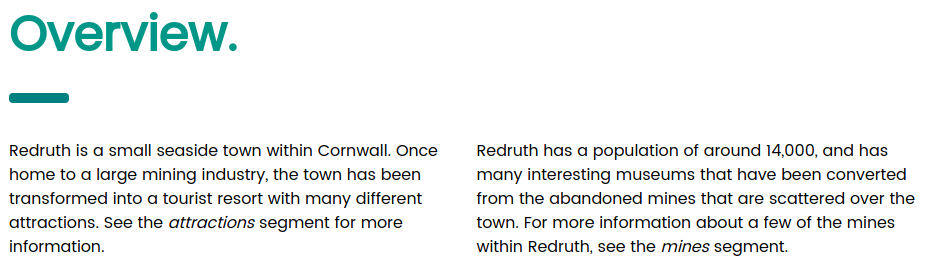 Overview.
Redruth is a small seaside town within Cornwall. Once
home to a large mining industry, the town has been
transformed into a tourist resort with many different
attractions. See the attractions segment for more
information.
Redruth has a population of around 14,000, and has
many interesting museums that have been converted
from the abandoned mines that are scattered over the
town. For more information about a few of the mines
within Redruth, see the mines segment.